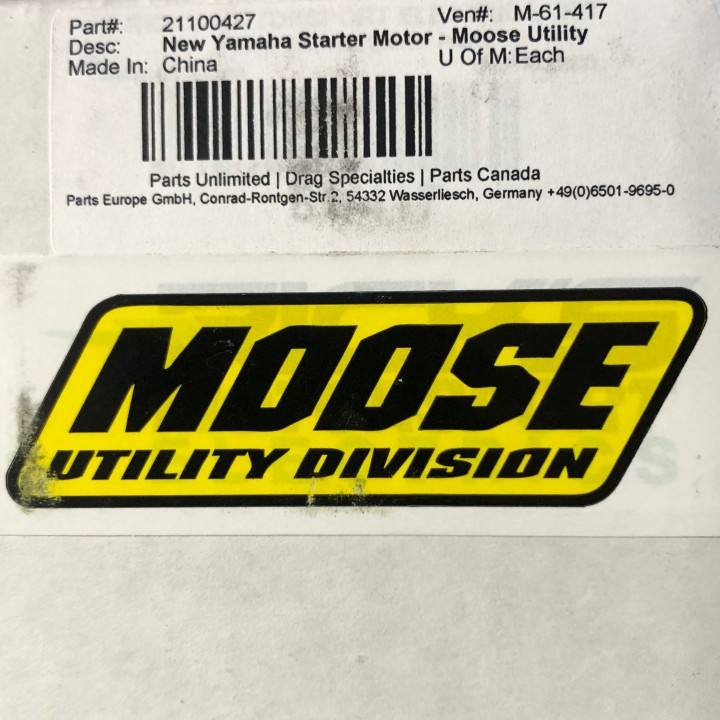 Part#: 21100427 Ven#: M-61-417
Desc: New Yamaha Starter Motor - Moose Utility
Made In: China U Of M: Each
Parts Unlimited | Drag Specialties | Parts Canada
Parts Europe GmbH, Conrad-Rontgen-Str.2, 54332 Wasserliesch, Germany +49(0)6501-9695-0
MOOSE
UTILITY DIVISION